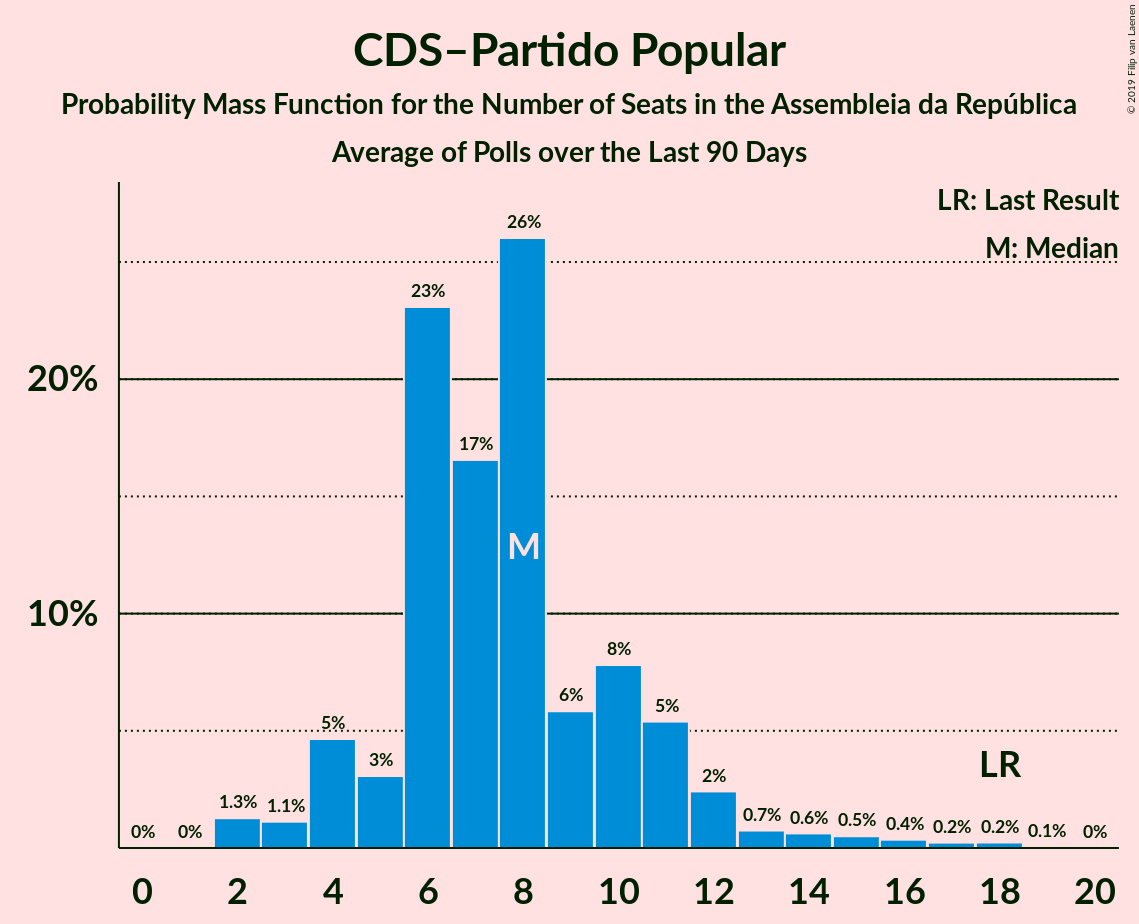 CDS–Partido Popular
Probability Mass Function for the Number of Seats in the Assembleia da República
Average of Polls over the Last 90 Days
© 2019 Filip van Laenen
LR: Last Result
M: Median
26%
23%
20%
17%
M
10%
8%
6%
5%
5%
3%
LR
2%
1.3%
1.1%
0.7%
0.6%
0.5%
0.4%
0.2%
0.2%
0.1%
0%
0%
0%
0 2 4 6 8 10 12 14 16 18 20